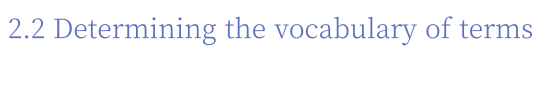 2.2 Determining the vocabulary of terms